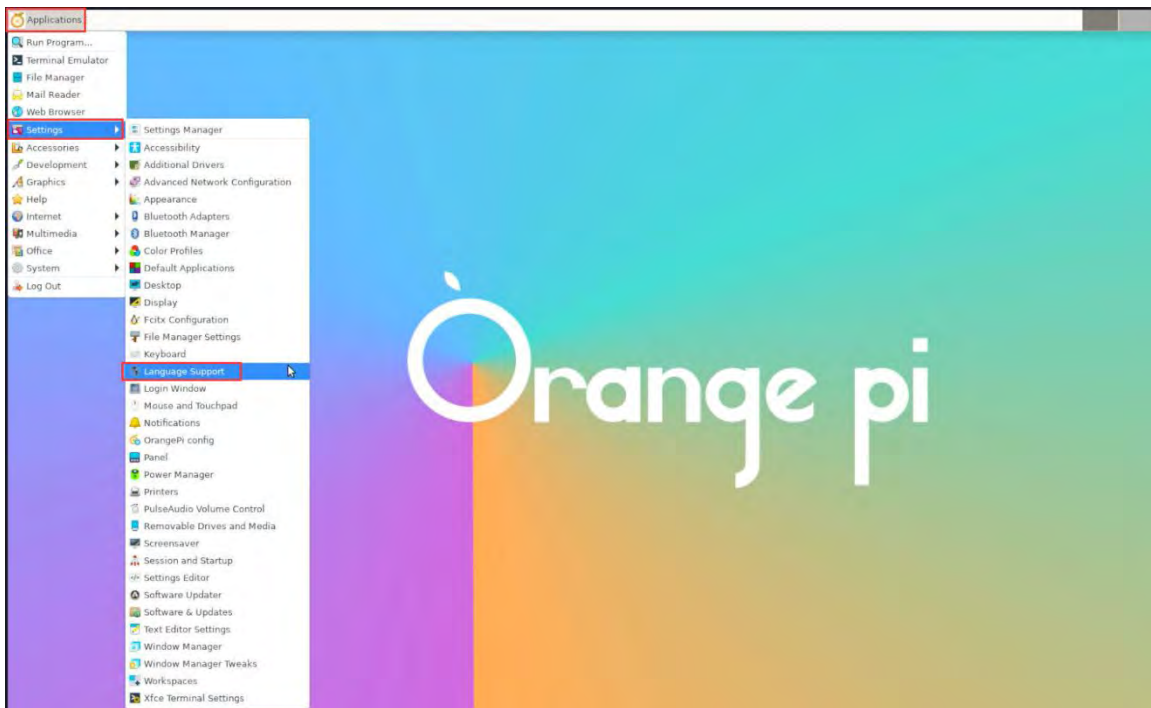 Applications
Run Program...
Terminal Emulator
File Manager
Mail Reader
Web Browser
Settings
Accessories
Development
Graphics
Help
Internet
Multimedia
Office
System
Log Out
Settings Manager
Accessibility
Additional Drivers
Advanced Network Configuration
Appearance
Bluetooth Adapters
Bluetooth Manager
Color Profiles
Default Applications
Desktop
Display
Fcitx Configuration
File Manager Settings
Keyboard
Language Support
Login Window
Mouse and Touchpad
Notifications
OrangePi config
Panel
Power Manager
Printers
PulseAudio Volume Control
Removable Drives and Media
Screensaver
Session and Startup
Settings Editor
Software Updater
Software & Updates
Text Editor Settings
Window Manager
Window Manager Tweaks
Workspaces
Xfce Terminal Settings
Orange pi